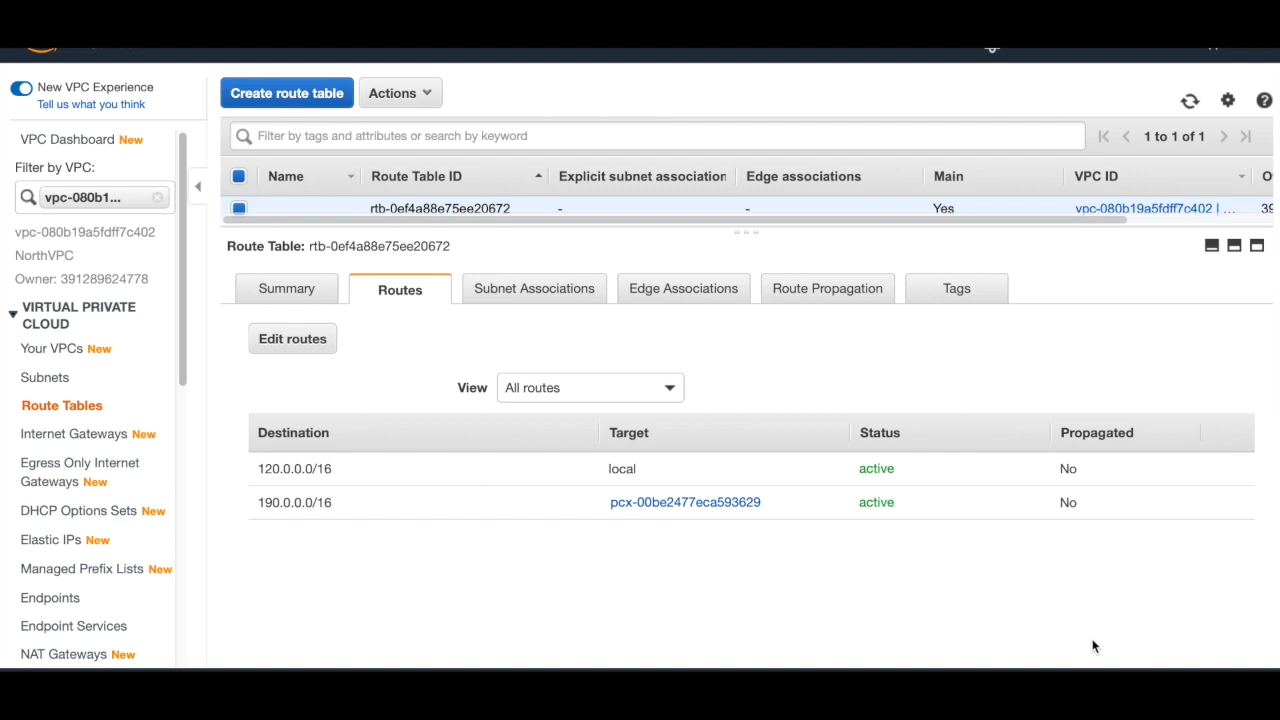 New VPC Experience
Tell us what you think
VPC Dashboard New
Filter by VPC:
vpc-080b1...
vpc-080b19a5fdff7c402
NorthVPC
Owner: 391289624778
VIRTUAL PRIVATE
CLOUD
Your VPCs New
Subnets
Route Tables
Internet Gateways New
Egress Only Internet
Gateways New
DHCP Options Sets New
Elastic IPs New
Managed Prefix Lists New
Endpoints
Endpoint Services
NAT Gateways New
Create route table Actions
Filter by tags and attributes or search by keyword
1 to 1 of 1
Name Route Table ID Explicit subnet association Edge associations Main VPC ID
rtb-0ef4a88e75ee20672 - - Yes vpc-080b19a5fdff7c402 | ... 39
Route Table: rtb-0ef4a88e75ee20672
Summary Routes Subnet Associations Edge Associations Route Propagation Tags
Edit routes
View All routes
Destination Target Status Propagated
120.0.0.0/16 local active No
190.0.0.0/16 pcx-00be2477eca593629 active No